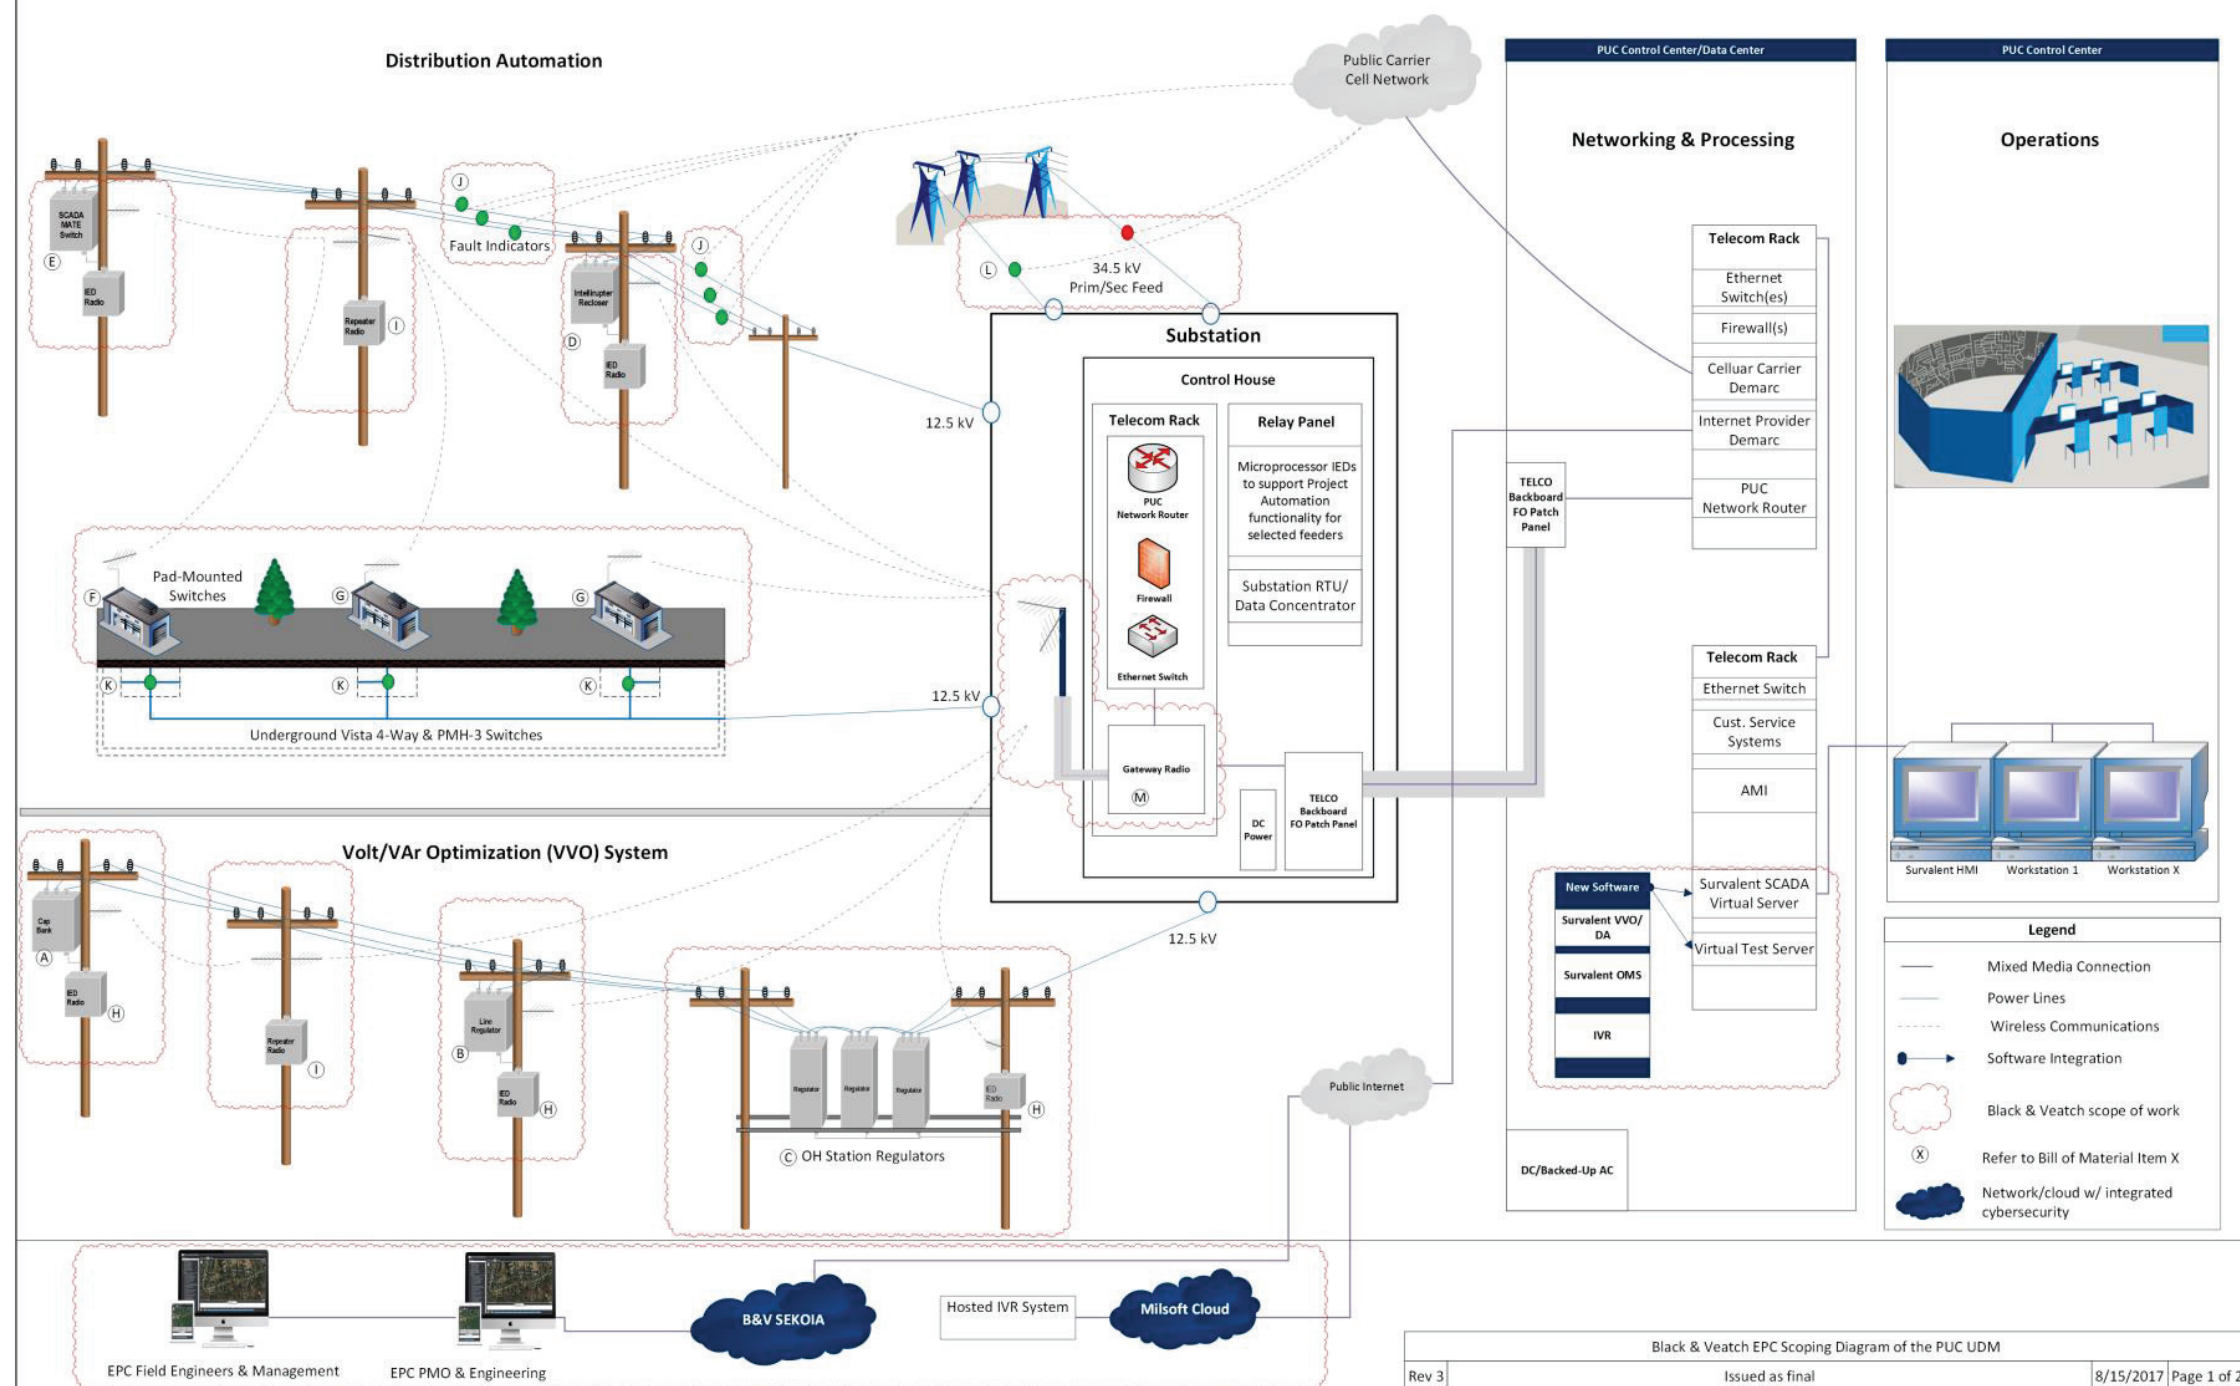 Distribution Automation
Public Carrier
Cell Network
PUC Control Center/Data Center
PUC Control Center
Networking & Processing
Operations
SCADA
MATE
Switch
E
IED
Radio
Repeater
Radio
I
J
Fault Indicators
Intellirupter
Recloser
D
IED
Radio
J
L
34.5 kV
Prim/Sec Feed
12.5 kV
Pad-Mounted
Switches
F
G
G
K
K
K
Underground Vista 4-Way & PMH-3 Switches
12.5 kV
Substation
Control House
Telecom Rack
PUC
Network Router
Firewall
Ethernet Switch
Gateway Radio
M
Relay Panel
Microprocessor IEDs
to support Project
Automation
functionality for
selected feeders
Substation RTU/
Data Concentrator
DC
Power
TELCO
Backboard
FO Patch Panel
TELCO
Backboard
FO Patch
Panel
Telecom Rack
Ethernet
Switch(es)
Firewall(s)
Celluar Carrier
Demarc
Internet Provider
Demarc
PUC
Network Router
Telecom Rack
Ethernet Switch
Cust. Service
Systems
AMI
Survalent SCADA
Virtual Server
Virtual Test Server
New Software
Survalent VVO/
DA
Survalent OMS
IVR
DC/Backed-Up AC
Survalent HMI
Workstation 1
Workstation X
Legend
Mixed Media Connection
Power Lines
Wireless Communications
Software Integration
Black & Veatch scope of work
X
Refer to Bill of Material Item X
Network/cloud w/ integrated
cybersecurity
Volt/VAr Optimization (VVO) System
Cap
Bank
A
IED
Radio
H
Repeater
Radio
I
Line
Regulator
B
IED
Radio
H
Regulator
Regulator
Regulator
IED
Radio
H
C OH Station Regulators
12.5 kV
Public Internet
EPC Field Engineers & Management
EPC PMO & Engineering
B&V SEKOIA
Hosted IVR System
Milsoft Cloud
Black & Veatch EPC Scoping Diagram of the PUC UDM
Rev 3
Issued as final
8/15/2017
Page 1 of 2